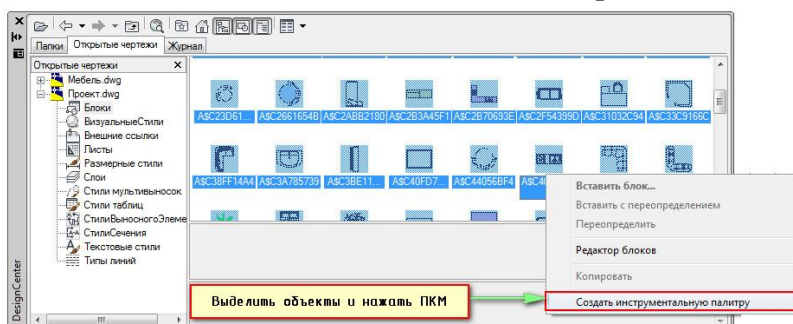 Папки
Открытые чертежи
Журнал
Открытые чертежи
Мебель.dwg
Проект.dwg
Блоки
ВизуальныеСтили
Внешние ссылки
Листы
Размерные стили
Слои
Стили мультивыносок
Стили таблиц
СтилиВыносногоЭлеме
СтилиСечения
Текстовые стили
Типы линий
A$C23D61...
A$C2661654B
A$C2ABB2180
A$C2B3A45F1
A$C2B70693E
A$C2F54399D
A$C31032C94
A$C33C9166C
A$C38FF14A4
A$C3A785739
A$C3BE11...
A$C40FD7...
A$C44056BF4
Вставить блок...
Вставить с переопределением
Переопределить
Редактор блоков
Копировать
Создать инструментальную палитру
Выделить объекты и нажать ПКМ
DesignCenter